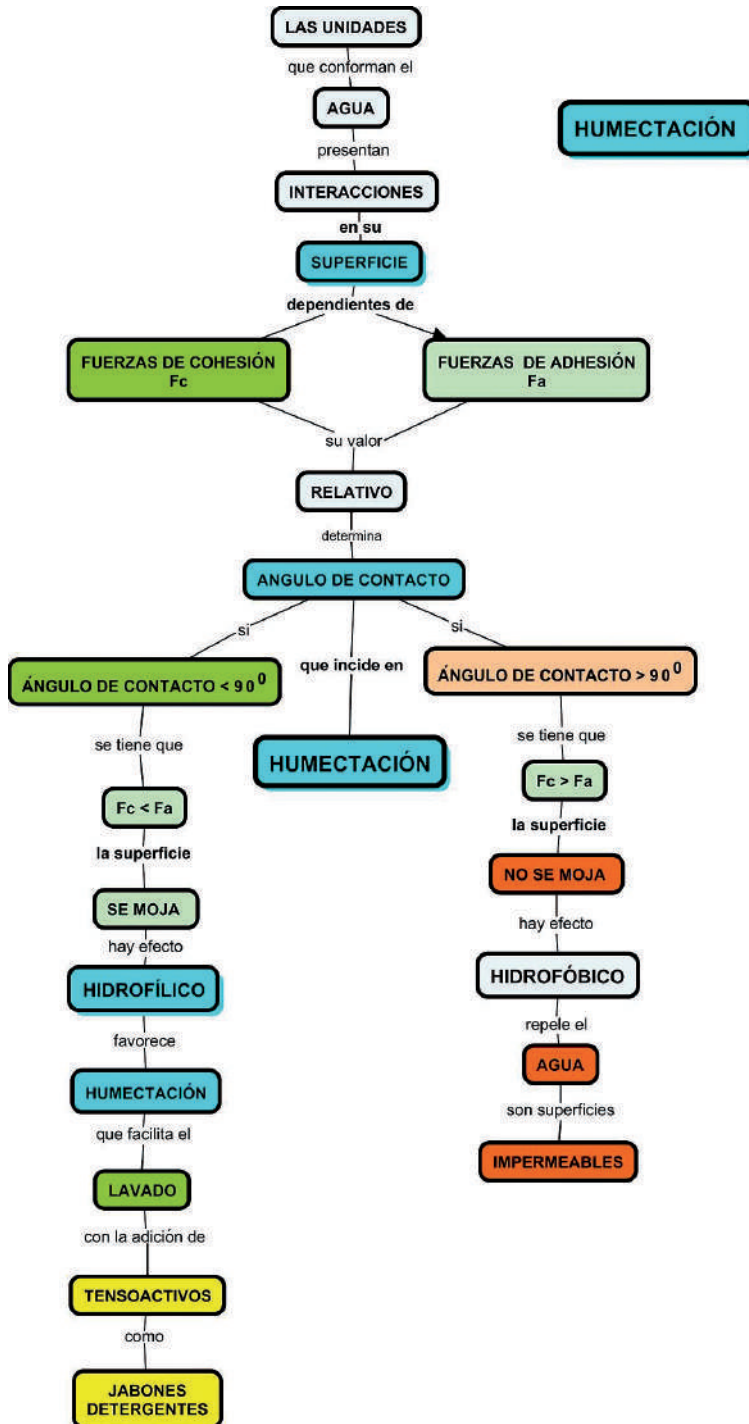 LAS UNIDADES
que conforman el
AGUA
HUMECTACIÓN
presentan
INTERACCIONES
en su
SUPERFICIE
dependientes de
FUERZAS DE COHESIÓN
Fc
FUERZAS DE ADHESIÓN
Fa
su valor
RELATIVO
determina
ANGULO DE CONTACTO
si
que incide en
si
ÁNGULO DE CONTACTO < 90⁰
ÁNGULO DE CONTACTO > 90⁰
HUMECTACIÓN
se tiene que
Fc < Fa
la superficie
SE MOJA
hay efecto
HIDROFÍLICO
favorece
HUMECTACIÓN
que facilita el
LAVADO
con la adición de
TENSOACTIVOS
como
JABONES
DETERGENTES
se tiene que
Fc > Fa
la superficie
NO SE MOJA
hay efecto
HIDROFÓBICO
repele el
AGUA
son superficies
IMPERMEABLES